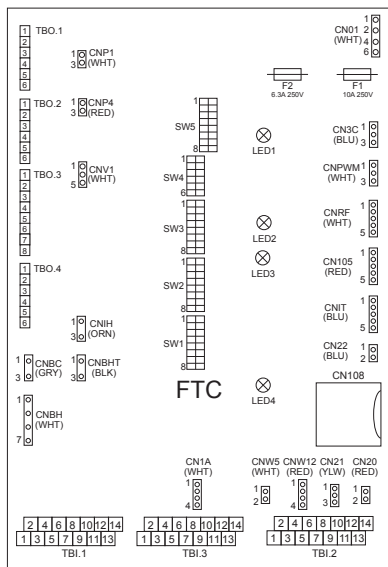 1
2
3
4
5
6
TBO.1
1
3
CNP1
(WHT)
CN01
(WHT)
1
2
4
6
F2
6.3A 250V
F1
10A 250V
1
2
3
4
5
6
TBO.2
1
3
CNP4
(RED)
1
SW5
8
LED1
CN3C
(BLU)
1
3
1
2
3
4
5
6
7
8
TBO.3
1
5
CNV1
(WHT)
1
SW4
6
CNPWM
(WHT)
1
3
1
SW3
8
LED2
CNRF
(WHT)
1
5
1
2
3
4
5
6
TBO.4
1
SW2
8
LED3
CN105
(RED)
1
5
1
3
CNIH
(ORN)
1
SW1
8
CNIT
(BLU)
1
5
CNBC
(GRY)
1
3
1
3
CNBHT
(BLK)
CN22
(BLU)
1
2
FTC
LED4
CN108
CNBH
(WHT)
1
7
CN1A
(WHT)
1
4
CNW5
(WHT)
1
2
CNW12
(RED)
1
4
CN21
(YLW)
1
3
CN20
(RED)
1
2
2 4 6 8 10 12 14
1 3 5 7 9 11 13
TBI.1
2 4 6 8 10 12 14
1 3 5 7 9 11 13
TBI.3
2 4 6 8 10 12 14
1 3 5 7 9 11 13
TBI.2